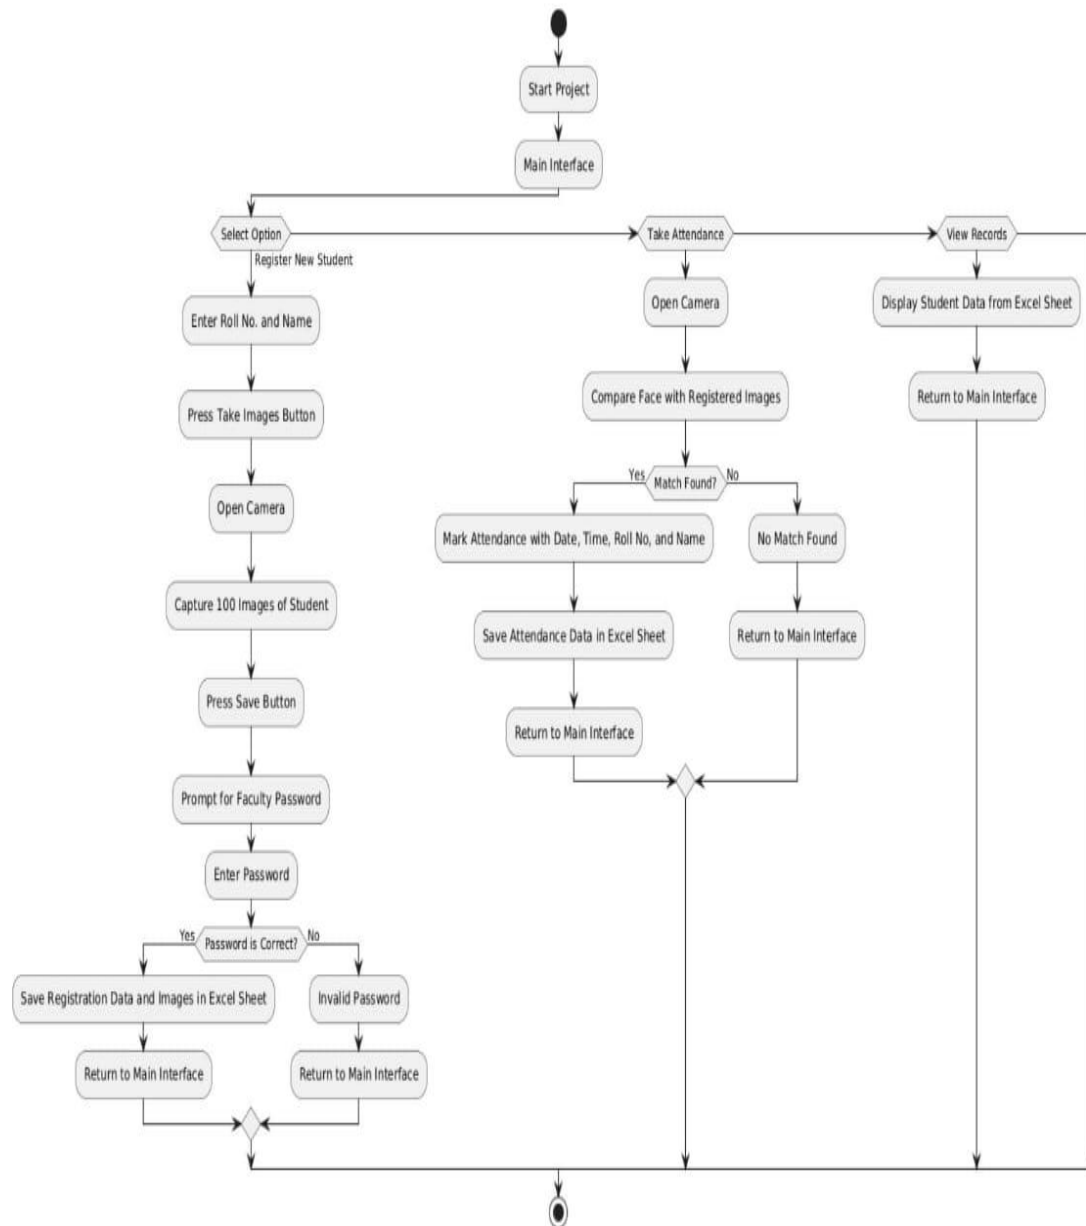 Start Project
Main Interface
Select Option
Register New Student
Enter Roll No. and Name
Press Take Images Button
Open Camera
Capture 100 Images of Student
Press Save Button
Prompt for Faculty Password
Enter Password
Password is Correct?
Yes
No
Save Registration Data and Images in Excel Sheet
Return to Main Interface
Invalid Password
Return to Main Interface
Take Attendance
Open Camera
Compare Face with Registered Images
Match Found?
Yes
No
Mark Attendance with Date, Time, Roll No, and Name
Save Attendance Data in Excel Sheet
Return to Main Interface
No Match Found
Return to Main Interface
View Records
Display Student Data from Excel Sheet
Return to Main Interface